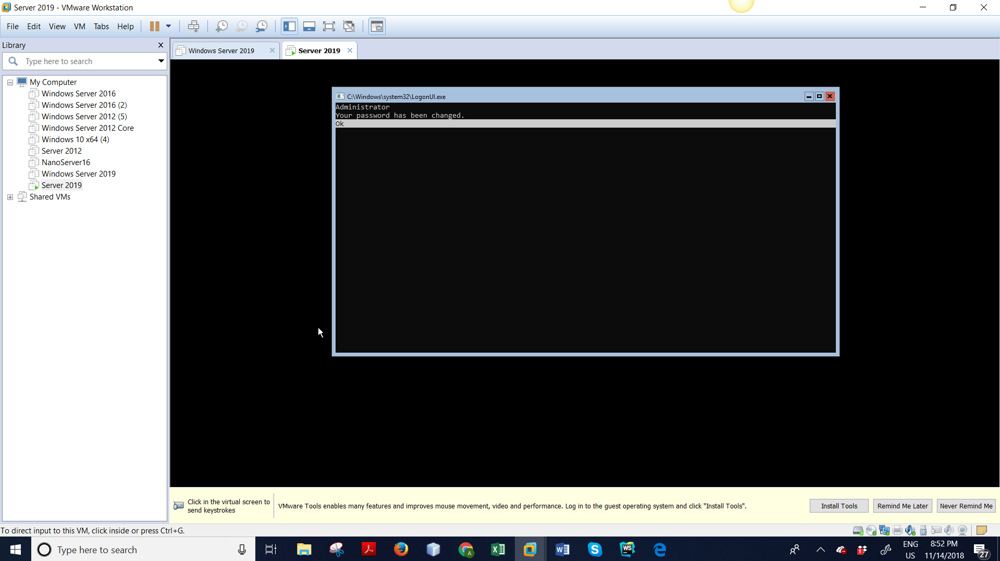 Server 2019 - VMware Workstation
File Edit View VM Tabs Help
Library
Type here to search
My Computer
Windows Server 2016
Windows Server 2016 (2)
Windows Server 2012 (5)
Windows Server 2012 Core
Windows 10 x64 (4)
Server 2012
NanoServer16
Windows Server 2019
Server 2019
Shared VMs
Windows Server 2019
Server 2019
C:\Windows\system32\LogonUI.exe
Administrator
Your password has been changed.
Ok
Click in the virtual screen to
send keystrokes
VMware Tools enables many features and improves mouse movement, video and performance. Log in to the guest operating system and click "Install Tools".
Install Tools
Remind Me Later
Never Remind Me
To direct input to this VM, click inside or press Ctrl+G.
Type here to search
A
WS
1
ENG
US
8:52 PM
11/14/2018
27